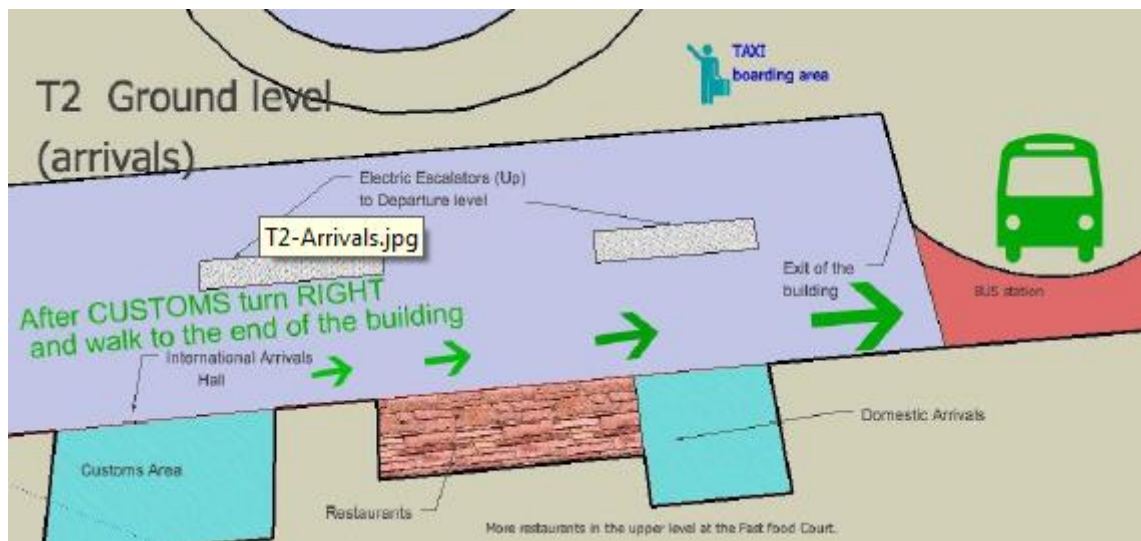 TAXI
boarding area
T2 Ground level
(arrivals)
Electric Escalators (Up)
to Departure level
T2-Arrivals.jpg
Exit of the
building
BUS station
After CUSTOMS turn RIGHT
and walk to the end of the building
International Arrivals
Hall
Domestic Arrivals
Customs Area
Restaurants
More restaurants in the upper level at the Fast food Court.